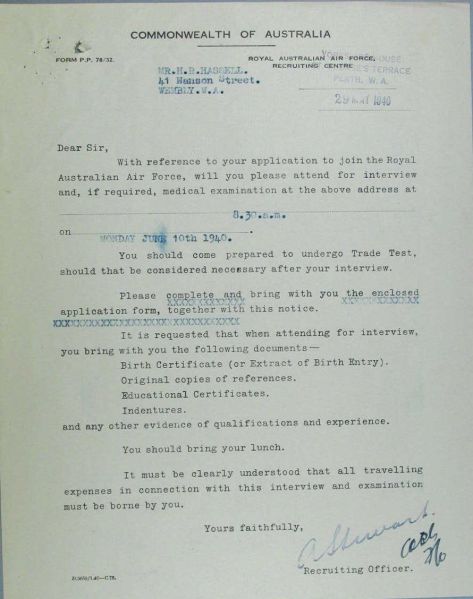 COMMONWEALTH OF AUSTRALIA
FORM P.P. 76/32.
ROYAL AUSTRALIAN AIR FORCE,
RECRUITING CENTRE
TERRACE
PERTH, W. A.
MR.H.R.HASSELL.
41 Nanson Street.
WEMBLY.W.A.
29 MAY 1940
Dear Sir,
With reference to your application to join the Royal
Australian Air Force, will you please attend for interview
and, if required, medical examination at the above address at
8.30.a.m.
on MONDAY JUNE 10th 1940.
You should come prepared to undergo Trade Test,
should that be considered necessary after your interview.
Please complete and bring with you the enclosed
application form, together with this notice.
It is requested that when attending for interview,
you bring with you the following documents—
Birth Certificate (or Extract of Birth Entry).
Original copies of references.
Educational Certificates.
Indentures.
and any other evidence of qualifications and experience.
You should bring your lunch.
It must be clearly understood that all travelling
expenses in connection with this interview and examination
must be borne by you.
Yours faithfully,
Stewart.
Recruiting Officer.